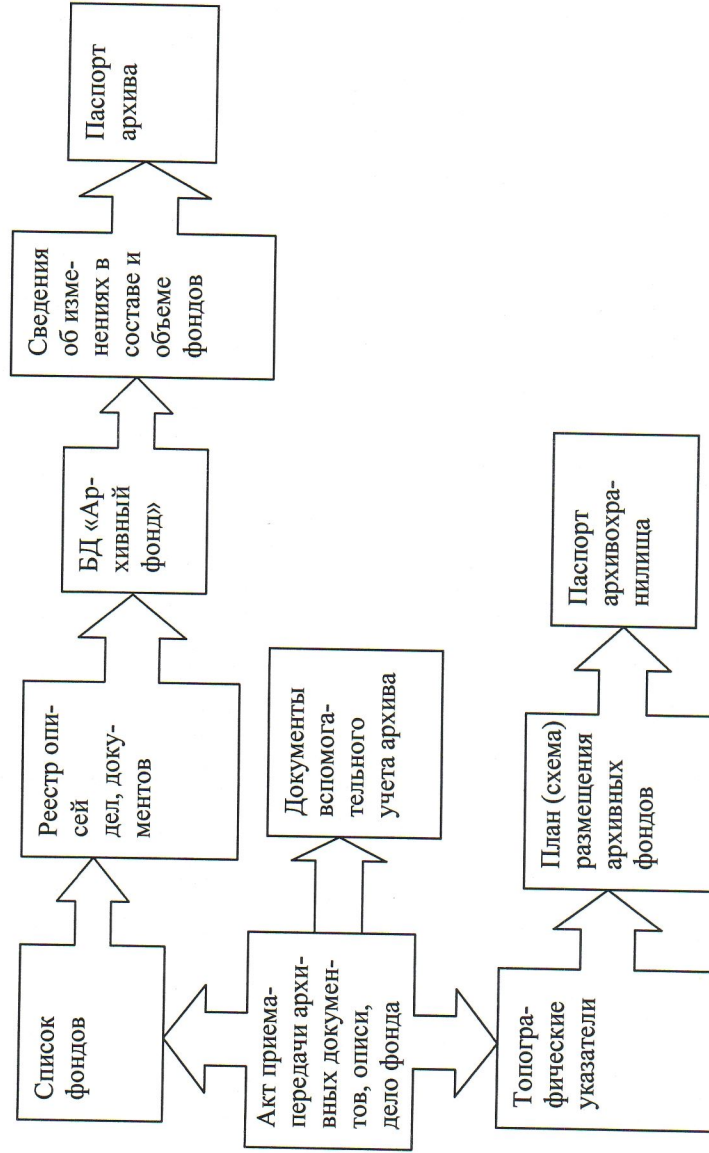 Список
фондов
Реестр опи-
сей
дел, доку-
ментов
БД «Ар-
хивный
фонд»
Сведения
об изме-
нениях в
составе и
объеме
фондов
Паспорт
архива
Акт приема-
передачи архи-
вных докумен-
тов, описи,
дело фонда
Документы
вспомога-
тельного
учета архива
Топогра-
фические
указатели
План (схема)
размещения
архивных
фондов
Паспорт
архивохра-
нилища